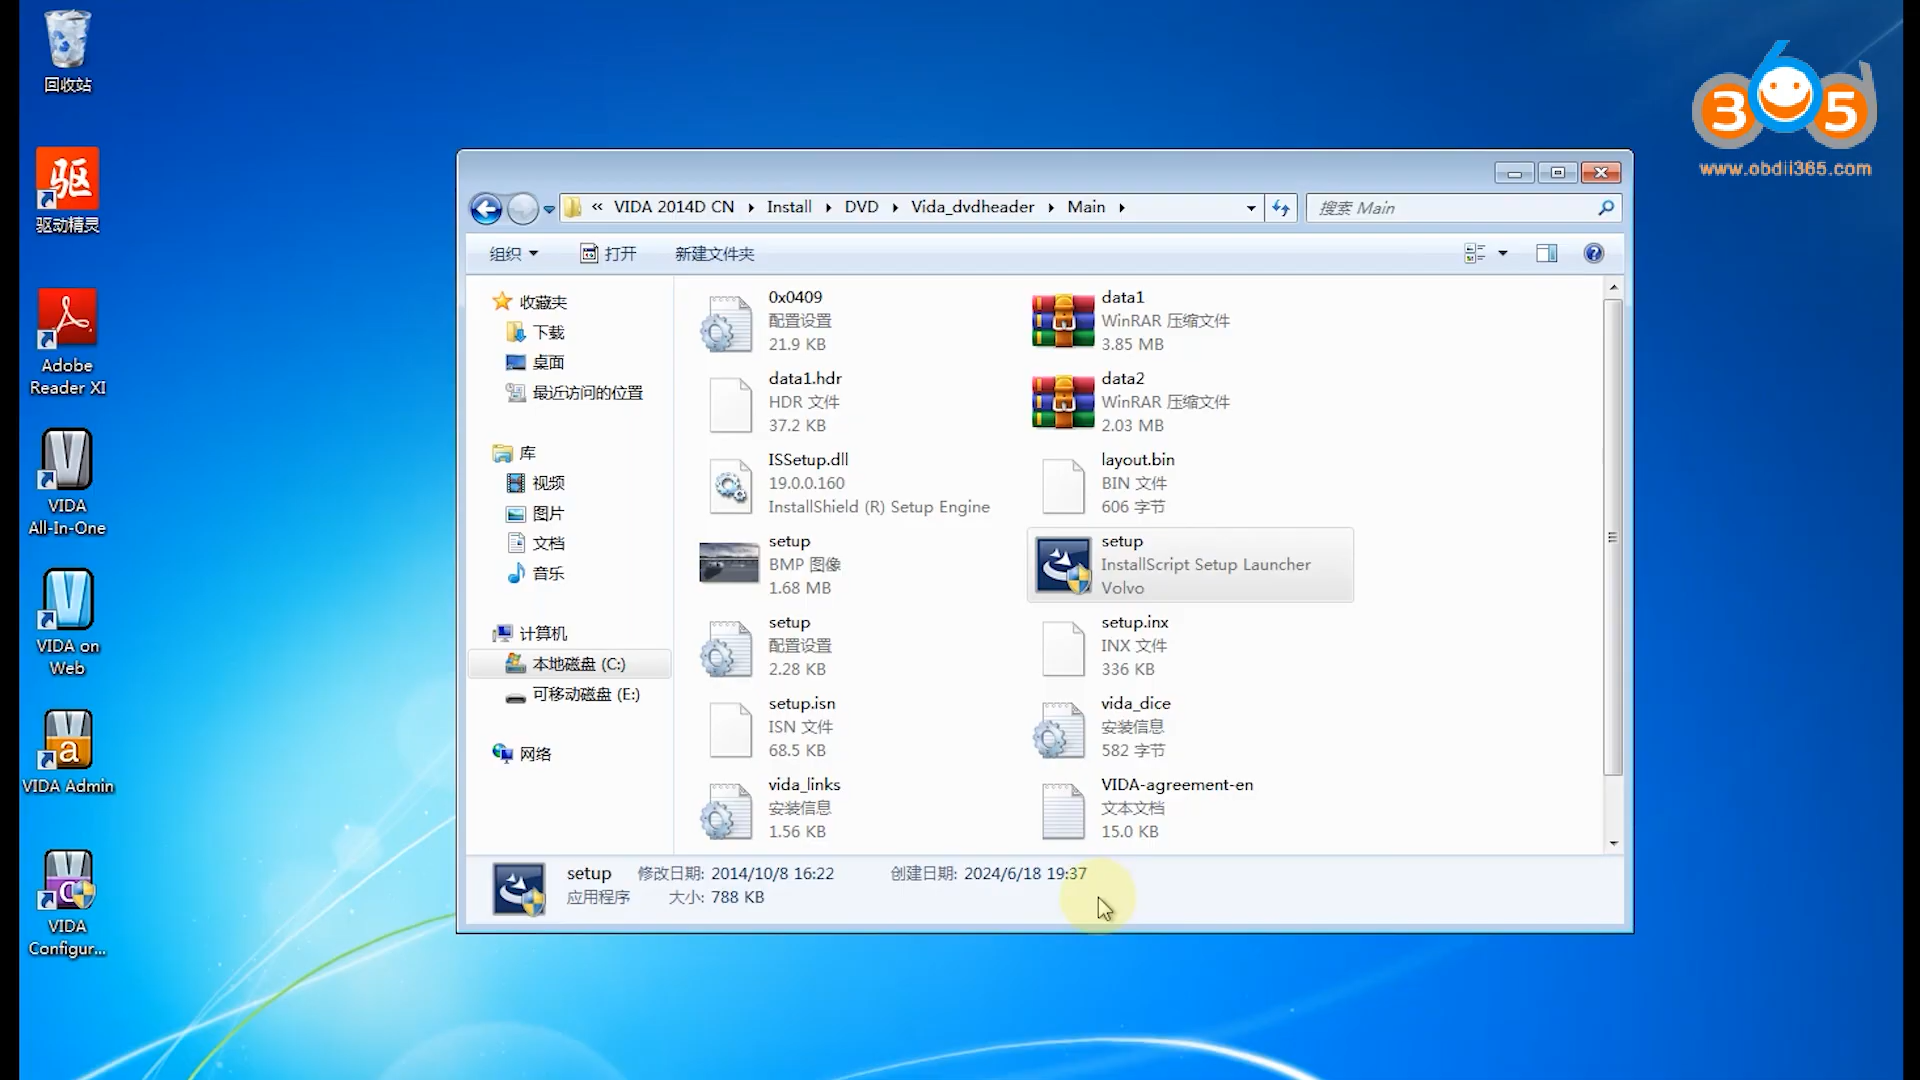 回收站
驱
驱动精灵
Adobe
Reader XI
VIDA
All-In-One
VIDA on
Web
a
VIDA Admin
VIDA
Configur...
365
www.obdii365.com
« VIDA 2014D CN Install DVD Vida_dvdheader Main
搜索 Main
组织 打开 新建文件夹
收藏夹
下载
桌面
最近访问的位置
库
视频
图片
文档
音乐
计算机
本地磁盘 (C:)
可移动磁盘 (E:)
网络
0x0409
配置设置
21.9 KB
data1
WinRAR 压缩文件
3.85 MB
data1.hdr
HDR 文件
37.2 KB
data2
WinRAR 压缩文件
2.03 MB
ISSetup.dll
19.0.0.160
InstallShield (R) Setup Engine
layout.bin
BIN 文件
606 字节
setup
BMP 图像
1.68 MB
setup
InstallScript Setup Launcher
Volvo
setup
配置设置
2.28 KB
setup.inx
INX 文件
336 KB
setup.isn
ISN 文件
68.5 KB
vida_dice
安装信息
582 字节
vida_links
安装信息
1.56 KB
VIDA-agreement-en
文本文档
15.0 KB
setup 修改日期: 2014/10/8 16:22 创建日期: 2024/6/18 19:37
应用程序 大小: 788 KB